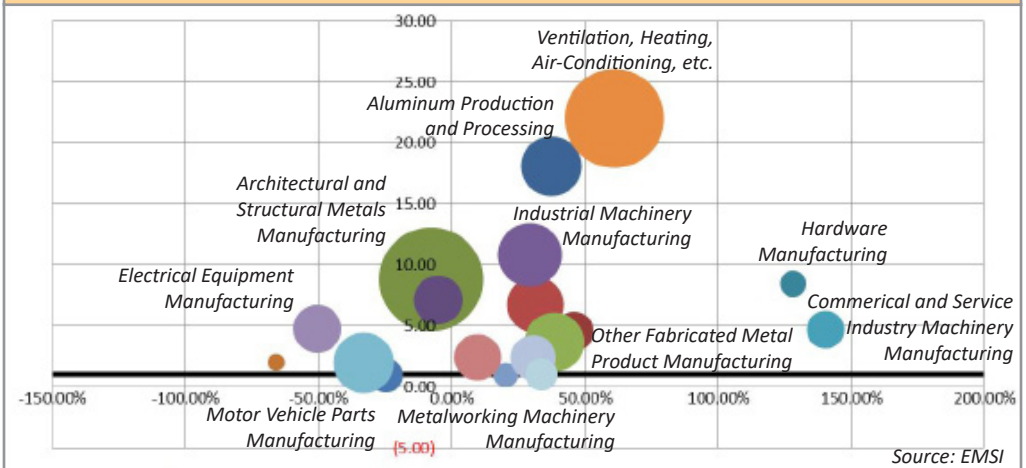 30.00
Ventilation, Heating,
Air-Conditioning, etc.
25.00
Aluminum Production
and Processing
20.00
Architectural and
Structural Metals
Manufacturing
15.00
Industrial Machinery
Manufacturing
Hardware
Manufacturing
10.00
Electrical Equipment
Manufacturing
Commerical and Service
Industry Machinery
Manufacturing
5.00
Other Fabricated Metal
Product Manufacturing
0.00
-150.00% -100.00% -50.00% 0.00% 50.00% 100.00% 150.00% 200.00%
Motor Vehicle Parts
Manufacturing
Metalworking Machinery
Manufacturing
(5.00)
Source: EMSI